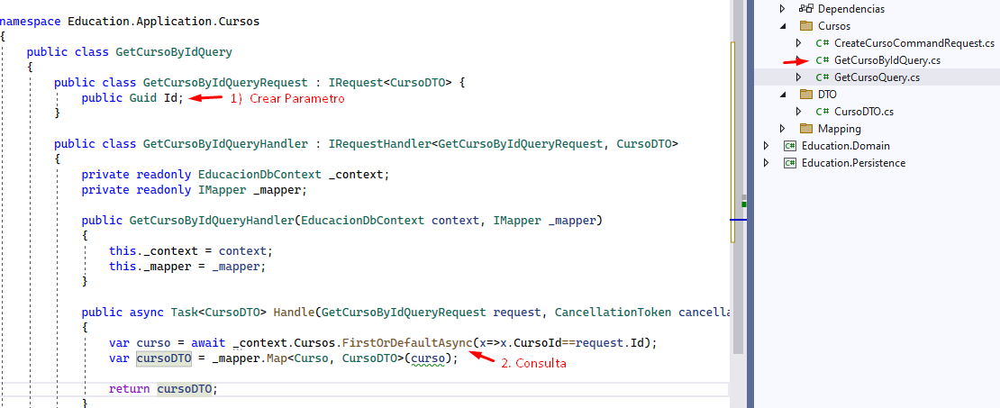 namespace Education.Application.Cursos
{
public class GetCursoByIdQuery
{
public class GetCursoByIdQueryRequest : IRequest<CursoDTO> {
public Guid Id; 1) Crear Parametro
}
public class GetCursoByIdQueryHandler : IRequestHandler<GetCursoByIdQueryRequest, CursoDTO>
{
private readonly EducacionDbContext _context;
private readonly IMapper _mapper;
public GetCursoByIdQueryHandler(EducacionDbContext context, IMapper _mapper)
{
this._context = context;
this._mapper = _mapper;
}
public async Task<CursoDTO> Handle(GetCursoByIdQueryRequest request, CancellationToken cancella
{
var curso = await _context.Cursos.FirstOrDefaultAsync(x=>x.CursoId==request.Id);
var cursoDTO = _mapper.Map<Curso, CursoDTO>(curso);
2. Consulta
return cursoDTO;
}
Dependencias
Cursos
C# CreateCursoCommandRequest.cs
C# GetCursoByIdQuery.cs
C# GetCursoQuery.cs
DTO
C# CursoDTO.cs
Mapping
C# Education.Domain
C# Education.Persistence